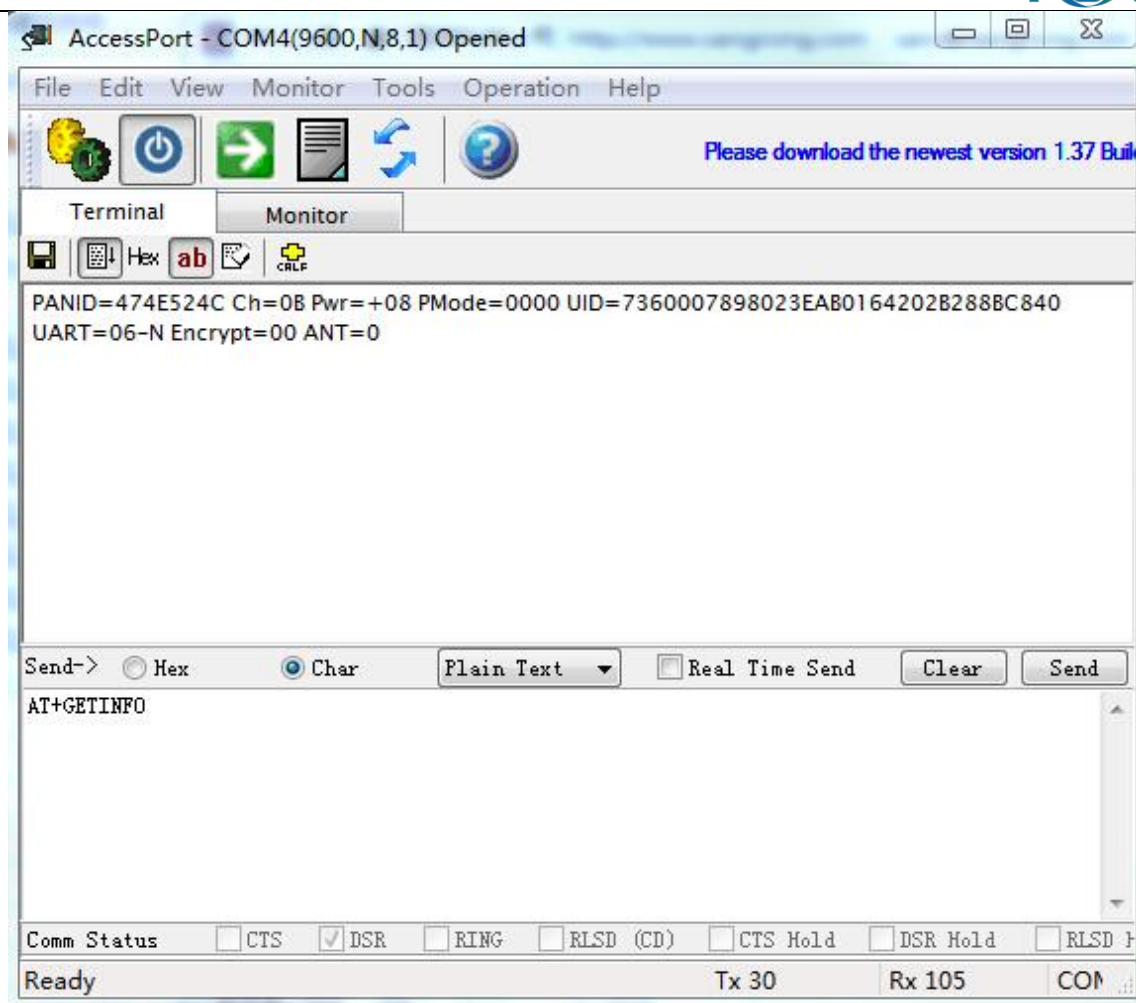 AccessPort - COM4(9600,N,8,1) Opened
File Edit View Monitor Tools Operation Help
Please download the newest version 1.37
Terminal Monitor
Hex ab CRLF
PANID=474E524C Ch=0B Pwr=+08 PMode=0000 UID=7360007898023EAB0164202B288BC840
UART=06-N Encrypt=00 ANT=0
Send-> Hex Char Plain Text Real Time Send Clear Send
AT+GETINFO
Comm Status CTS DSR RING RLSD (CD) CTS Hold DSR Hold RLSD
Ready Tx 30 Rx 105